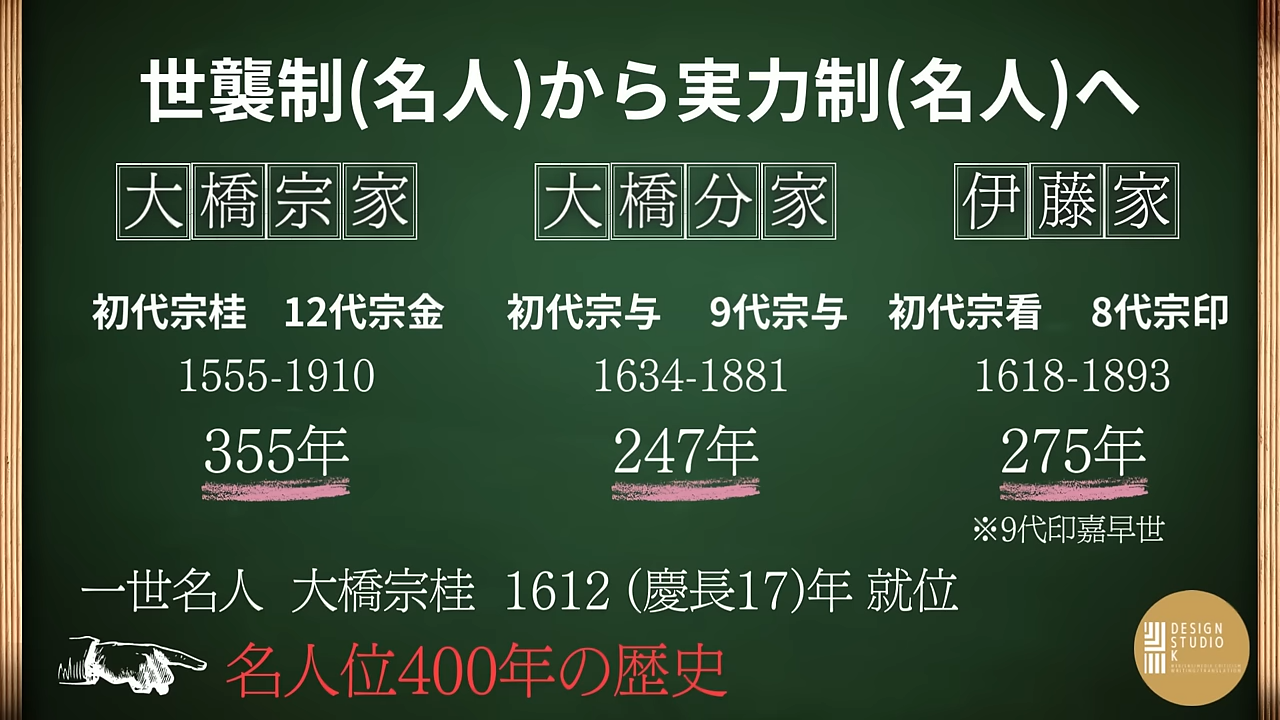 世襲制(名人)から実力制(名人)へ
大橋宗家
大橋分家
伊藤家
初代宗桂 12代宗金
初代宗与 9代宗与
初代宗看 8代宗印
1555-1910
1634-1881
1618-1893
355年
247年
275年
※9代印嘉早世
一世名人 大橋宗桂 1612 (慶長17)年 就位
名人位400年の歴史
DESIGN
STUDIO
K